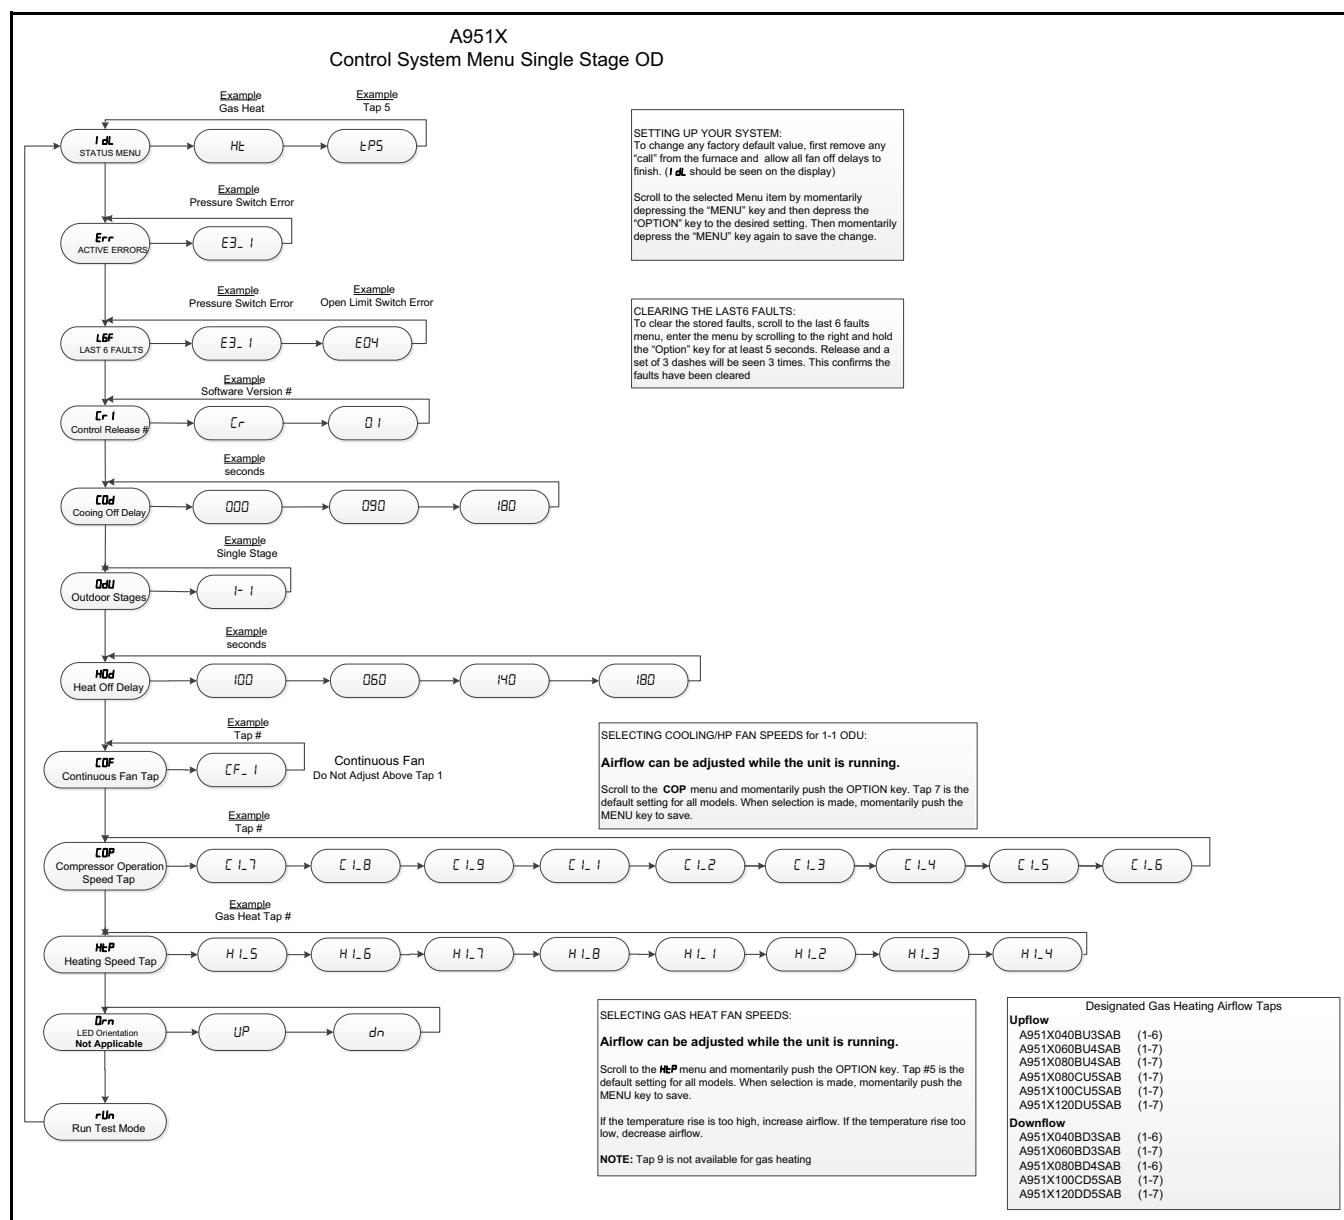 A951X
Control System Menu Single Stage OD
Example
Gas Heat
Example
Tap 5
IdL
STATUS MENU
Ht
tPS
SETTING UP YOUR SYSTEM:
To change any factory default value, first remove any
“call” from the furnace and allow all fan off delays to
finish. (IdL should be seen on the display)
Scroll to the selected Menu item by momentarily
depressing the “MENU” key and then depress the
“OPTION” key to the desired setting. Then momentarily
depress the “MENU” key again to save the change.
Example
Pressure Switch Error
Err
ACTIVE ERRORS
E3_1
Example
Pressure Switch Error
Example
Open Limit Switch Error
L6F
LAST 6 FAULTS
E3_1
E04
CLEARING THE LAST6 FAULTS:
To clear the stored faults, scroll to the last 6 faults
menu, enter the menu by scrolling to the right and hold
the “Option” key for at least 5 seconds. Release and a
set of 3 dashes will be seen 3 times. This confirms the
faults have been cleared
Example
Software Version #
Cr1
Control Release #
Cr
01
Example
seconds
C0d
Cooing Off Delay
000
090
180
Example
Single Stage
OdU
Outdoor Stages
1-1
Example
seconds
H0d
Heat Off Delay
100
060
140
180
Example
Tap #
C0F
Continuous Fan Tap
CF_1
Continuous Fan
Do Not Adjust Above Tap 1
SELECTING COOLING/HP FAN SPEEDS for 1-1 ODU:
Airflow can be adjusted while the unit is running.
Scroll to the COP menu and momentarily push the OPTION key. Tap 7 is the
default setting for all models. When selection is made, momentarily push the
MENU key to save.
Example
Tap #
C0P
Compressor Operation
Speed Tap
C1_7
C1_8
C1_9
C1_1
C1_2
C1_3
C1_4
C1_5
C1_6
Example
Gas Heat Tap #
HtP
Heating Speed Tap
H1_5
H1_6
H1_7
H1_8
H1_1
H1_2
H1_3
H1_4
Orn
LED Orientation
Not Applicable
UP
dn
rUn
Run Test Mode
SELECTING GAS HEAT FAN SPEEDS:
Airflow can be adjusted while the unit is running.
Scroll to the HtP menu and momentarily push the OPTION key. Tap #5 is the
default setting for all models. When selection is made, momentarily push the
MENU key to save.
If the temperature rise is too high, increase airflow. If the temperature rise too
low, decrease airflow.
NOTE: Tap 9 is not available for gas heating
Designated Gas Heating Airflow Taps
Upflow
A951X040BU3SAB (1-6)
A951X060BU4SAB (1-7)
A951X080BU4SAB (1-7)
A951X080CU5SAB (1-7)
A951X100CU5SAB (1-7)
A951X120DU5SAB (1-7)
Downflow
A951X040BD3SAB (1-6)
A951X060BD3SAB (1-7)
A951X080BD4SAB (1-6)
A951X100CD5SAB (1-7)
A951X120DD5SAB (1-7)